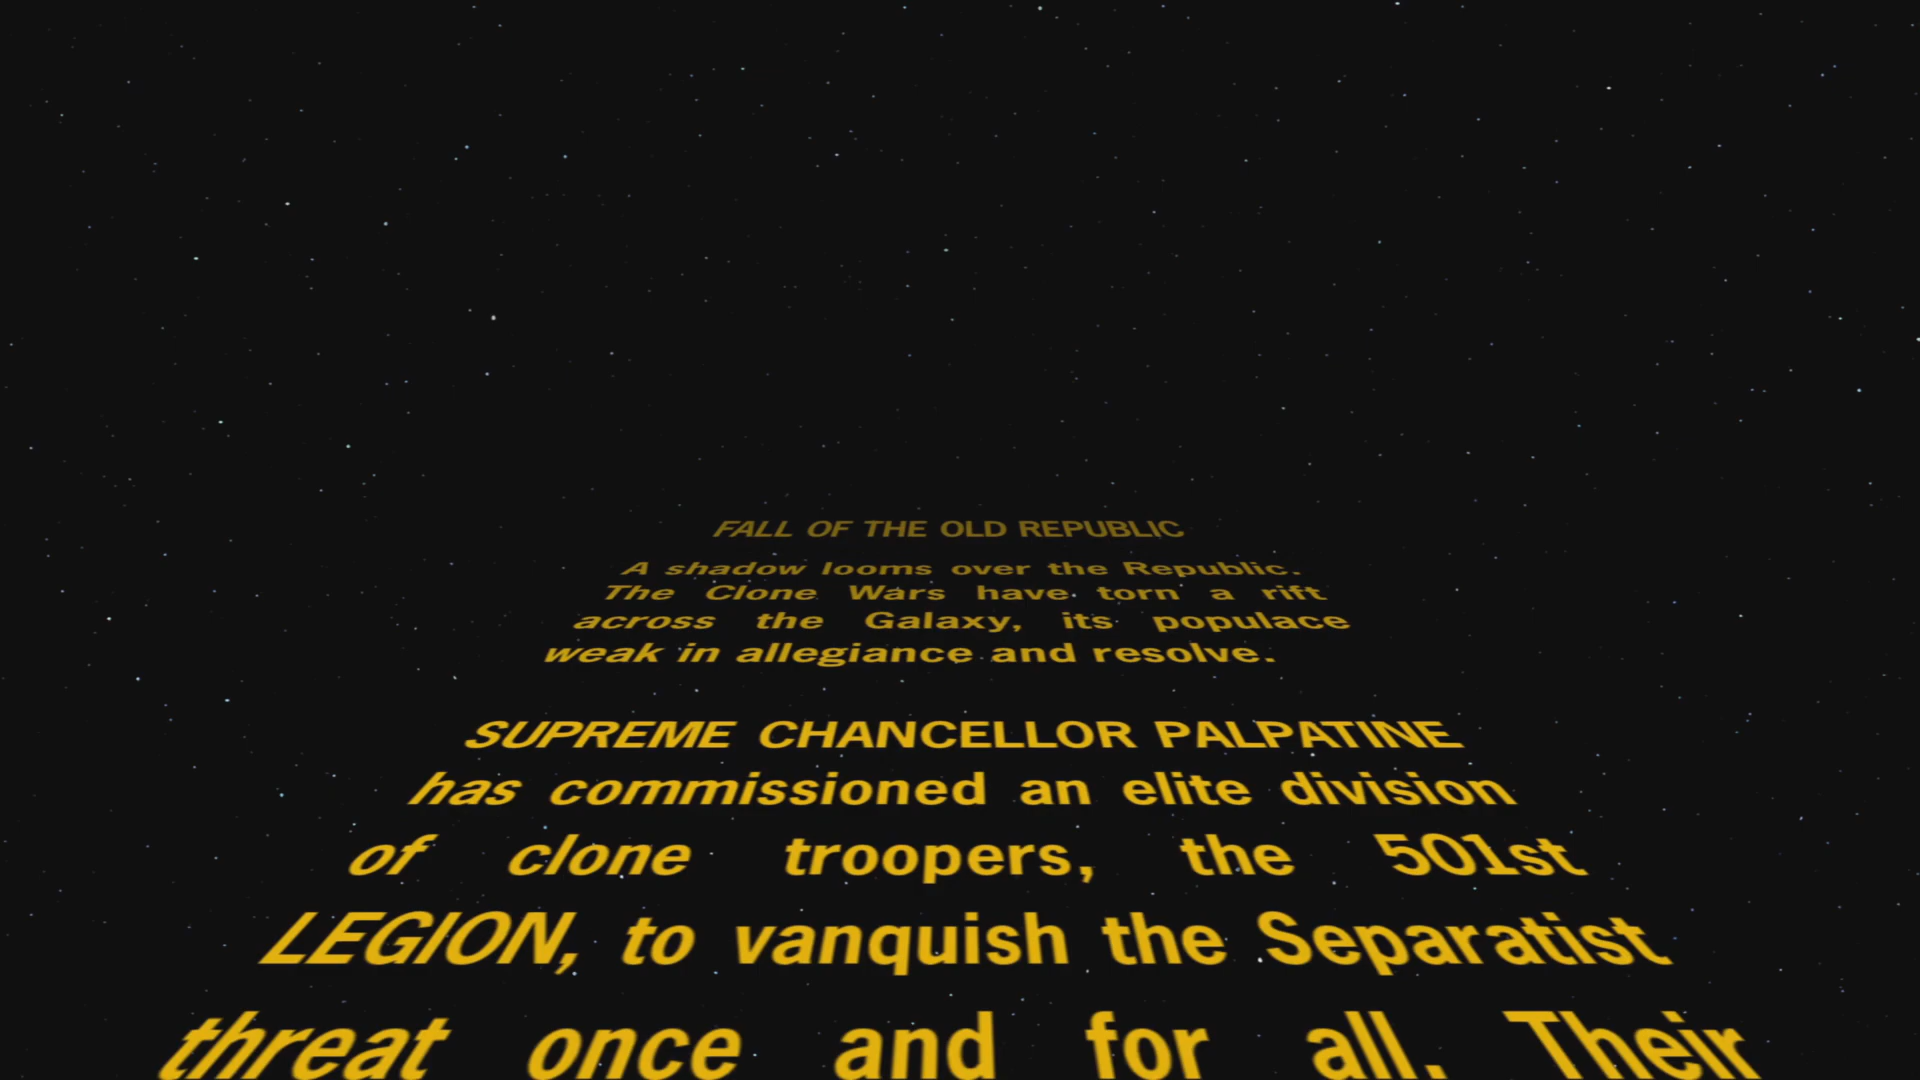 FALL OF THE OLD REPUBLIC
A shadow looms over the Republic.
The Clone Wars have torn a rift
across the Galaxy, its populace
weak in allegiance and resolve.
SUPREME CHANCELLOR PALPATINE
has commissioned an elite division
of clone troopers, the 501st
LEGION, to vanquish the Separatist
threat once and for all. Their